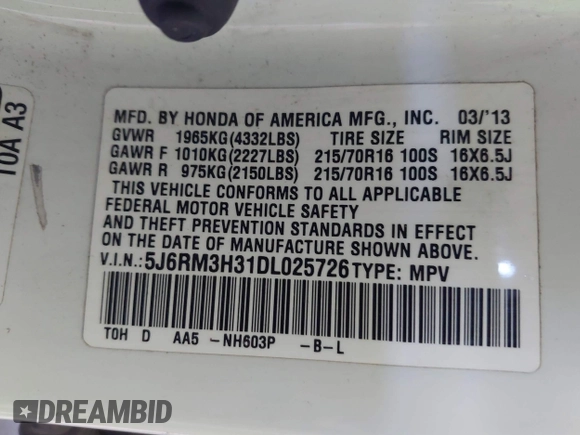 MFD. BY HONDA OF AMERICA MFG., INC. 03/'13
GVWR 1965KG(4332LBS) TIRE SIZE RIM SIZE
GAWR F 1010KG(2227LBS) 215/70R16 100S 16X6.5J
GAWR R 975KG(2150LBS) 215/70R16 100S 16X6.5J
THIS VEHICLE CONFORMS TO ALL APPLICABLE
FEDERAL MOTOR VEHICLE SAFETY
AND THEFT PREVENTION STANDARDS IN EFFECT
ON THE DATE OF MANUFACTURE SHOWN ABOVE.
V.I.N.: 5J6RM3H31DL025726 TYPE: MPV
TOH D AA5 -NH603P -B-L
TOA A3
DREAMBID